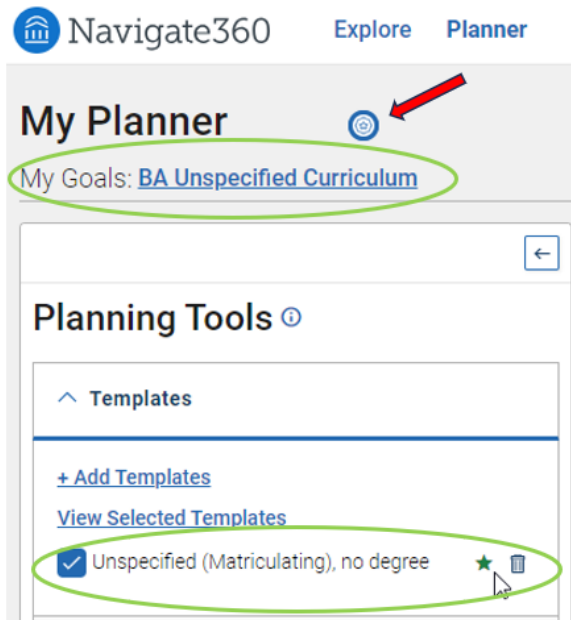 Navigate360 Explore Planner
My Planner
My Goals: BA Unspecified Curriculum
Planning Tools
Templates
+ Add Templates
View Selected Templates
Unspecified (Matriculating), no degree